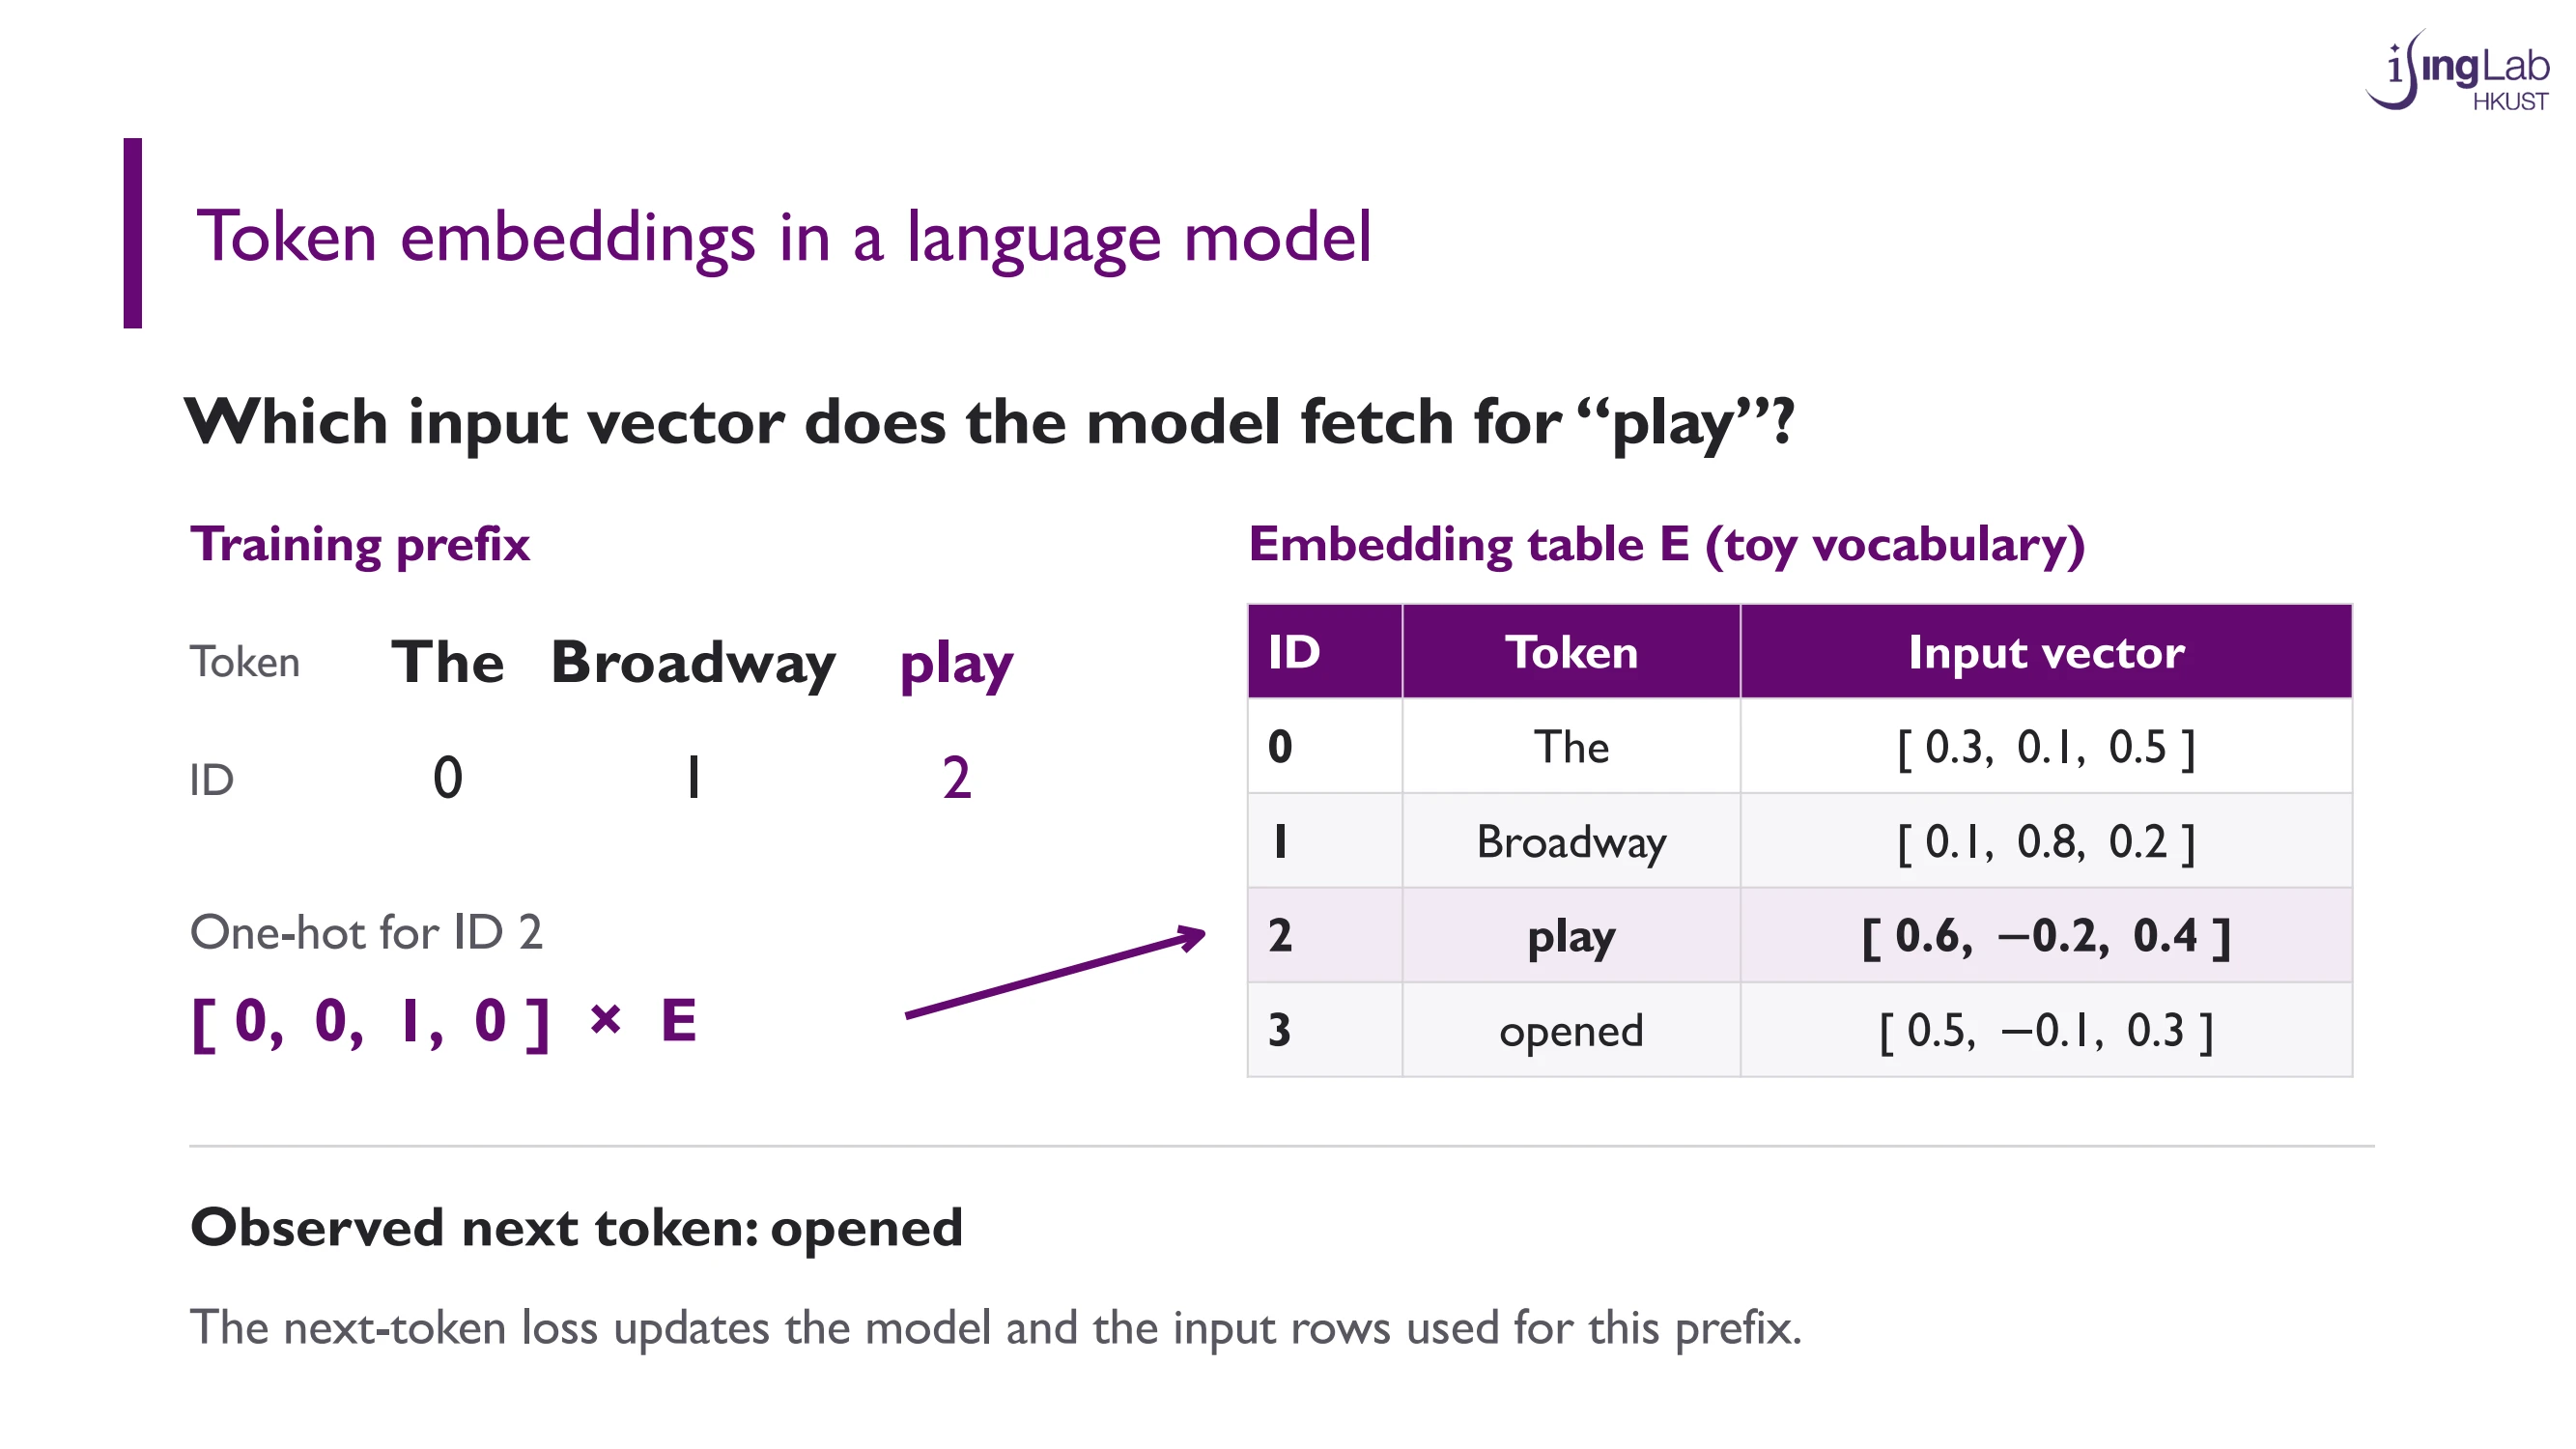 iSingLab
HKUST
Token embeddings in a language model
Which input vector does the model fetch for “play”?
Training prefix
Token The Broadway play
ID 0 1 2
One-hot for ID 2
[ 0, 0, 1, 0 ] × E
Embedding table E (toy vocabulary)
ID Token Input vector
0 The [ 0.3, 0.1, 0.5 ]
1 Broadway [ 0.1, 0.8, 0.2 ]
2 play [ 0.6, −0.2, 0.4 ]
3 opened [ 0.5, −0.1, 0.3 ]
Observed next token: opened
The next-token loss updates the model and the input rows used for this prefix.